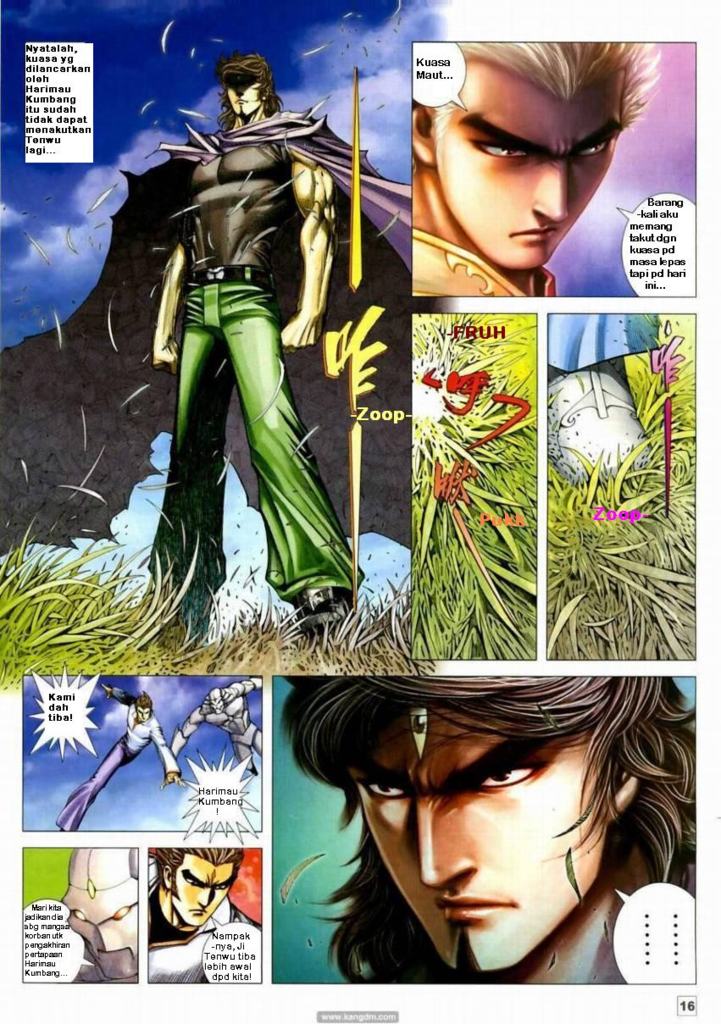 Nyatalah,
kuasa yg
dilancarkan
oleh
Harimau
Kumbang
itu sudah
tidak dapat
menakutkan
Tenwu
lagi...
Kuasa
Maut...
Barang
-kali aku
memang
takut dgn
kuasa pd
masa lepas
tapi pd hari
ini...
咋
-Zoop-
-FRUH
呼
Pukk
Zoop-
Kami
dah
tiba!
Harimau
Kumbang
!
Mari kita
jadikan dia
abg mangsa
korban utk
pengakhiran
pertapaan
Harimau
Kumbang...
Nampak
-nya, Ji
Tenwu tiba
lebih awal
dpd kita!
16
www.kangdm.com